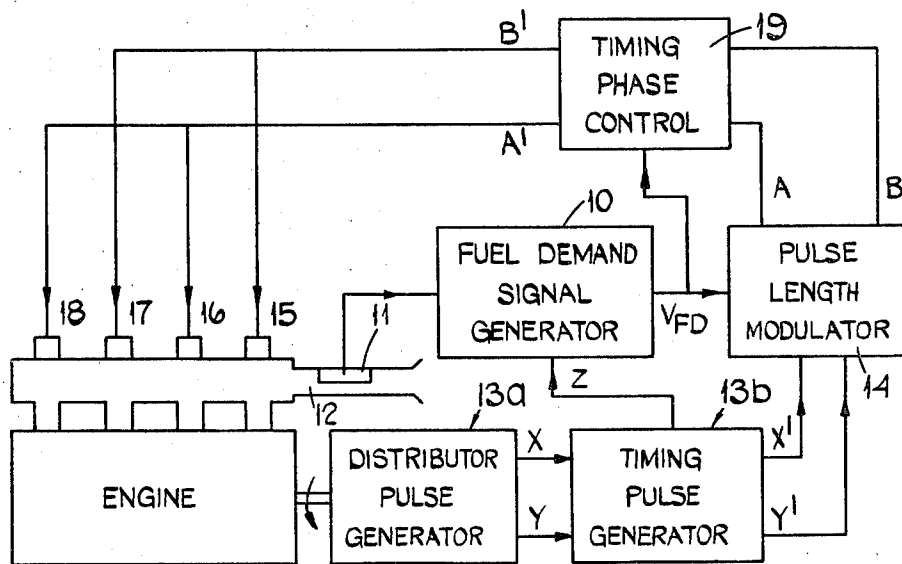 B'
TIMING
PHASE
CONTROL
19
A'
A
B
10
FUEL DEMAND
SIGNAL
GENERATOR
VFD
PULSE
LENGTH
MODULATOR
14
18
17
16
15
11
12
Z
13a
13b
ENGINE
DISTRIBUTOR
PULSE
GENERATOR
X
Y
TIMING
PULSE
GENERATOR
X'
Y'